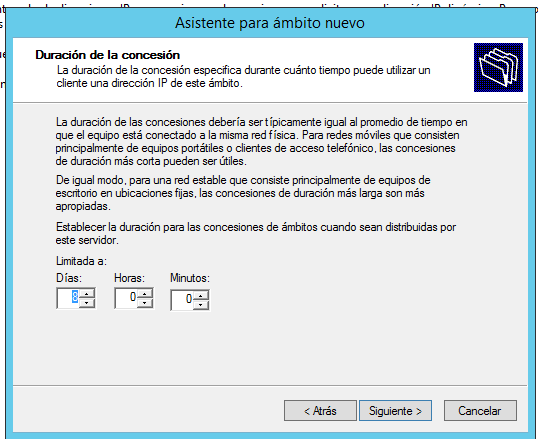 Asistente para ámbito nuevo
Duración de la concesión
La duración de la concesión especifica durante cuánto tiempo puede utilizar un
cliente una dirección IP de este ámbito.
La duración de las concesiones debería ser típicamente igual al promedio de tiempo en
que el equipo está conectado a la misma red física. Para redes móviles que consisten
principalmente de equipos portátiles o clientes de acceso telefónico, las concesiones
de duración más corta pueden ser útiles.
De igual modo, para una red estable que consiste principalmente de equipos de
escritorio en ubicaciones fijas, las concesiones de duración más larga son más
apropiadas.
Establecer la duración para las concesiones de ámbitos cuando sean distribuidas por
este servidor.
Limitada a:
Días: Horas: Minutos:
8 0 0
< Atrás Siguiente > Cancelar